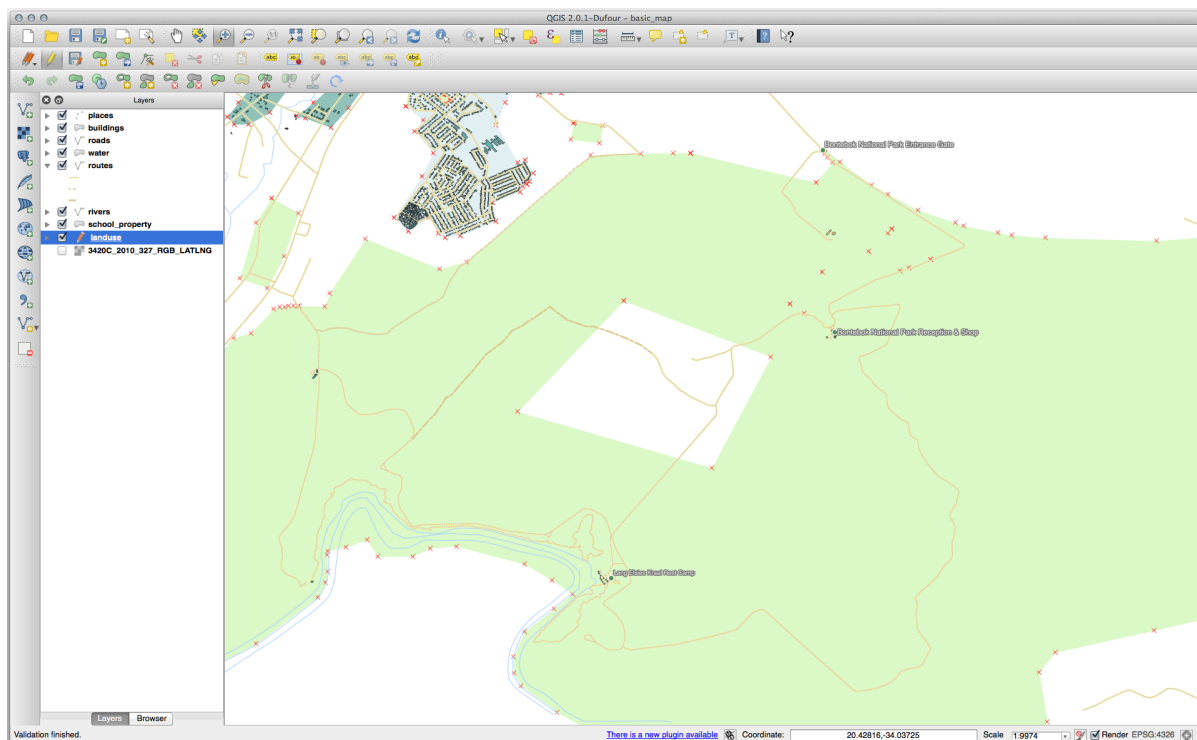 QGIS 2.0.1-Dufour – basic_map
Layers
places
buildings
roads
water
routes
rivers
school_property
landuse
3420C_2010_327_RGB_LATLNG
Bontebok National Park Entrance Gate
Bontebok National Park Reception & Shop
Lang Elsies Kraal Rest Camp
Layers Browser
Validation finished. There is a new plugin available Coordinate: 20.42816,-34.03725 Scale 1:9974 Render EPSG:4326